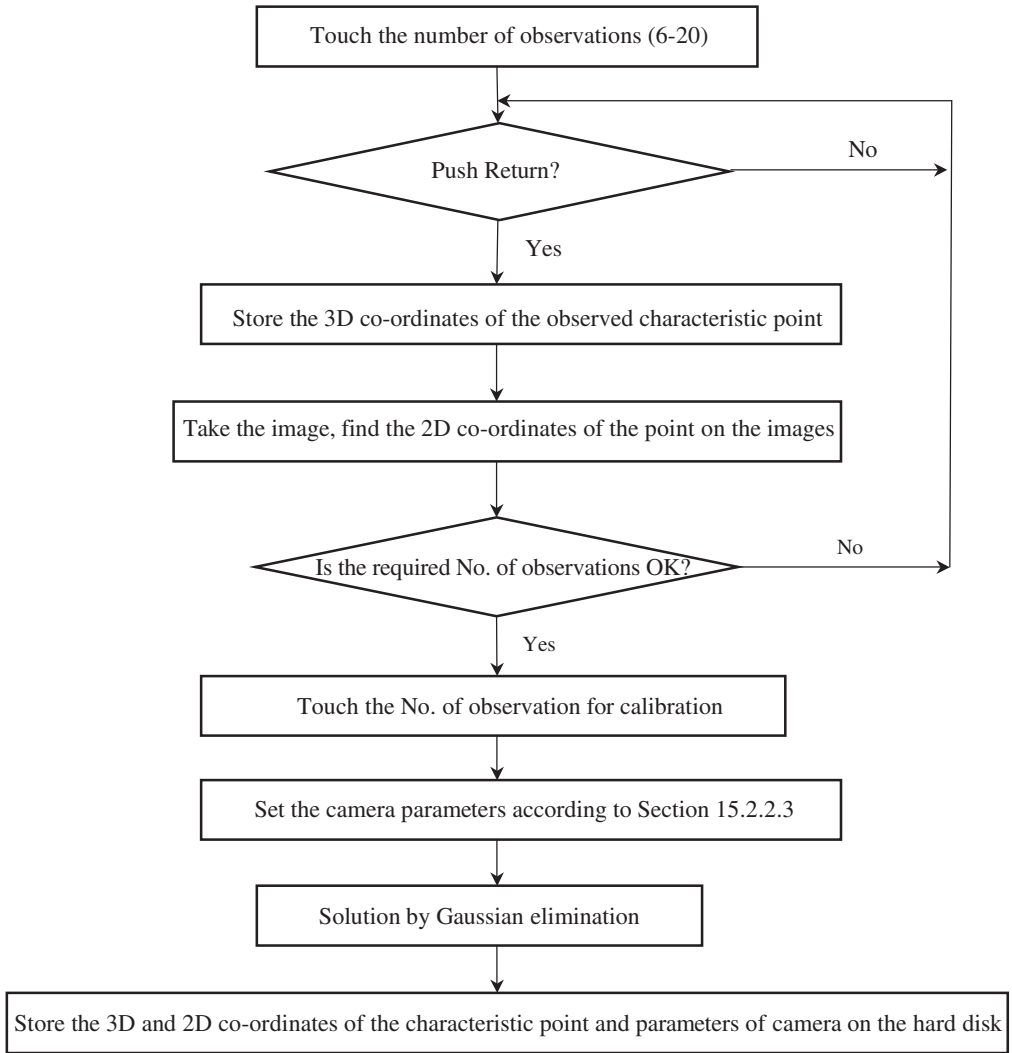 Touch the number of observations (6-20)
Push Return?
No
Yes
Store the 3D co-ordinates of the observed characteristic point
Take the image, find the 2D co-ordinates of the point on the images
Is the required No. of observations OK?
No
Yes
Touch the No. of observation for calibration
Set the camera parameters according to Section 15.2.2.3
Solution by Gaussian elimination
Store the 3D and 2D co-ordinates of the characteristic point and parameters of camera on the hard disk